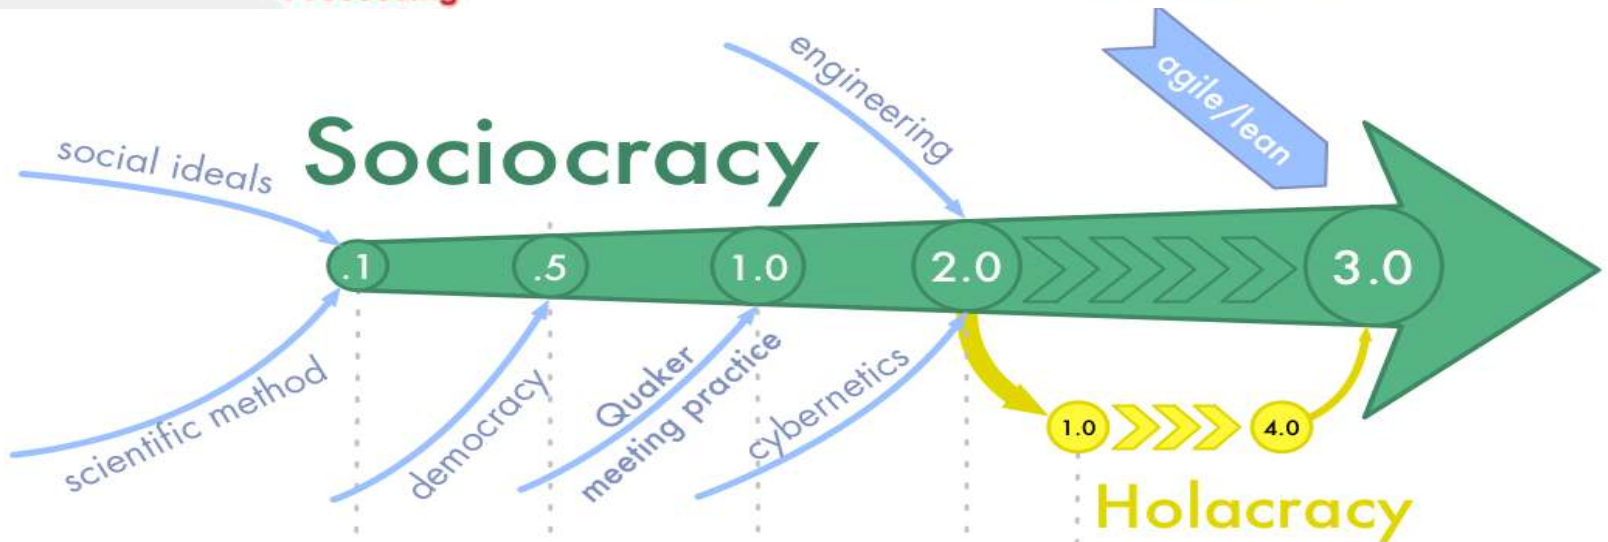 engineering
agile/lean
social ideals
Sociocracy
.1
.5
1.0
2.0
3.0
scientific method
democracy
Quaker
meeting practice
cybernetics
1.0
4.0
Holacracy